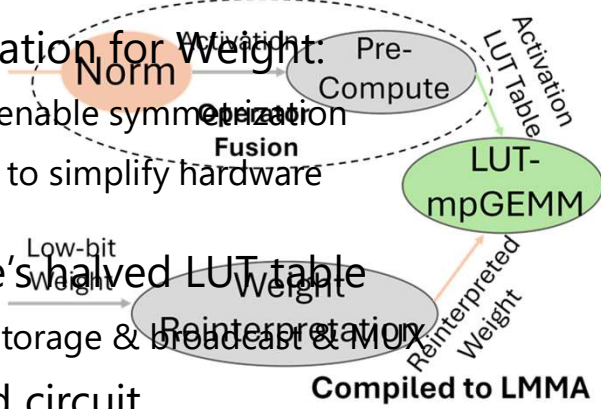 ation for Weight:
Activation
Norm
Pre-
Compute
enable symmetrization
Operator
Fusion
to simplify hardware
Activation
LUT Table
LUT-
mpGEMM
Low-bit
Weight
e's halved LUT table
Weight
Reinterpretation
torage & broadcast & MUX
Reinterpreted
Weight
d circuit
Compiled to LMMA